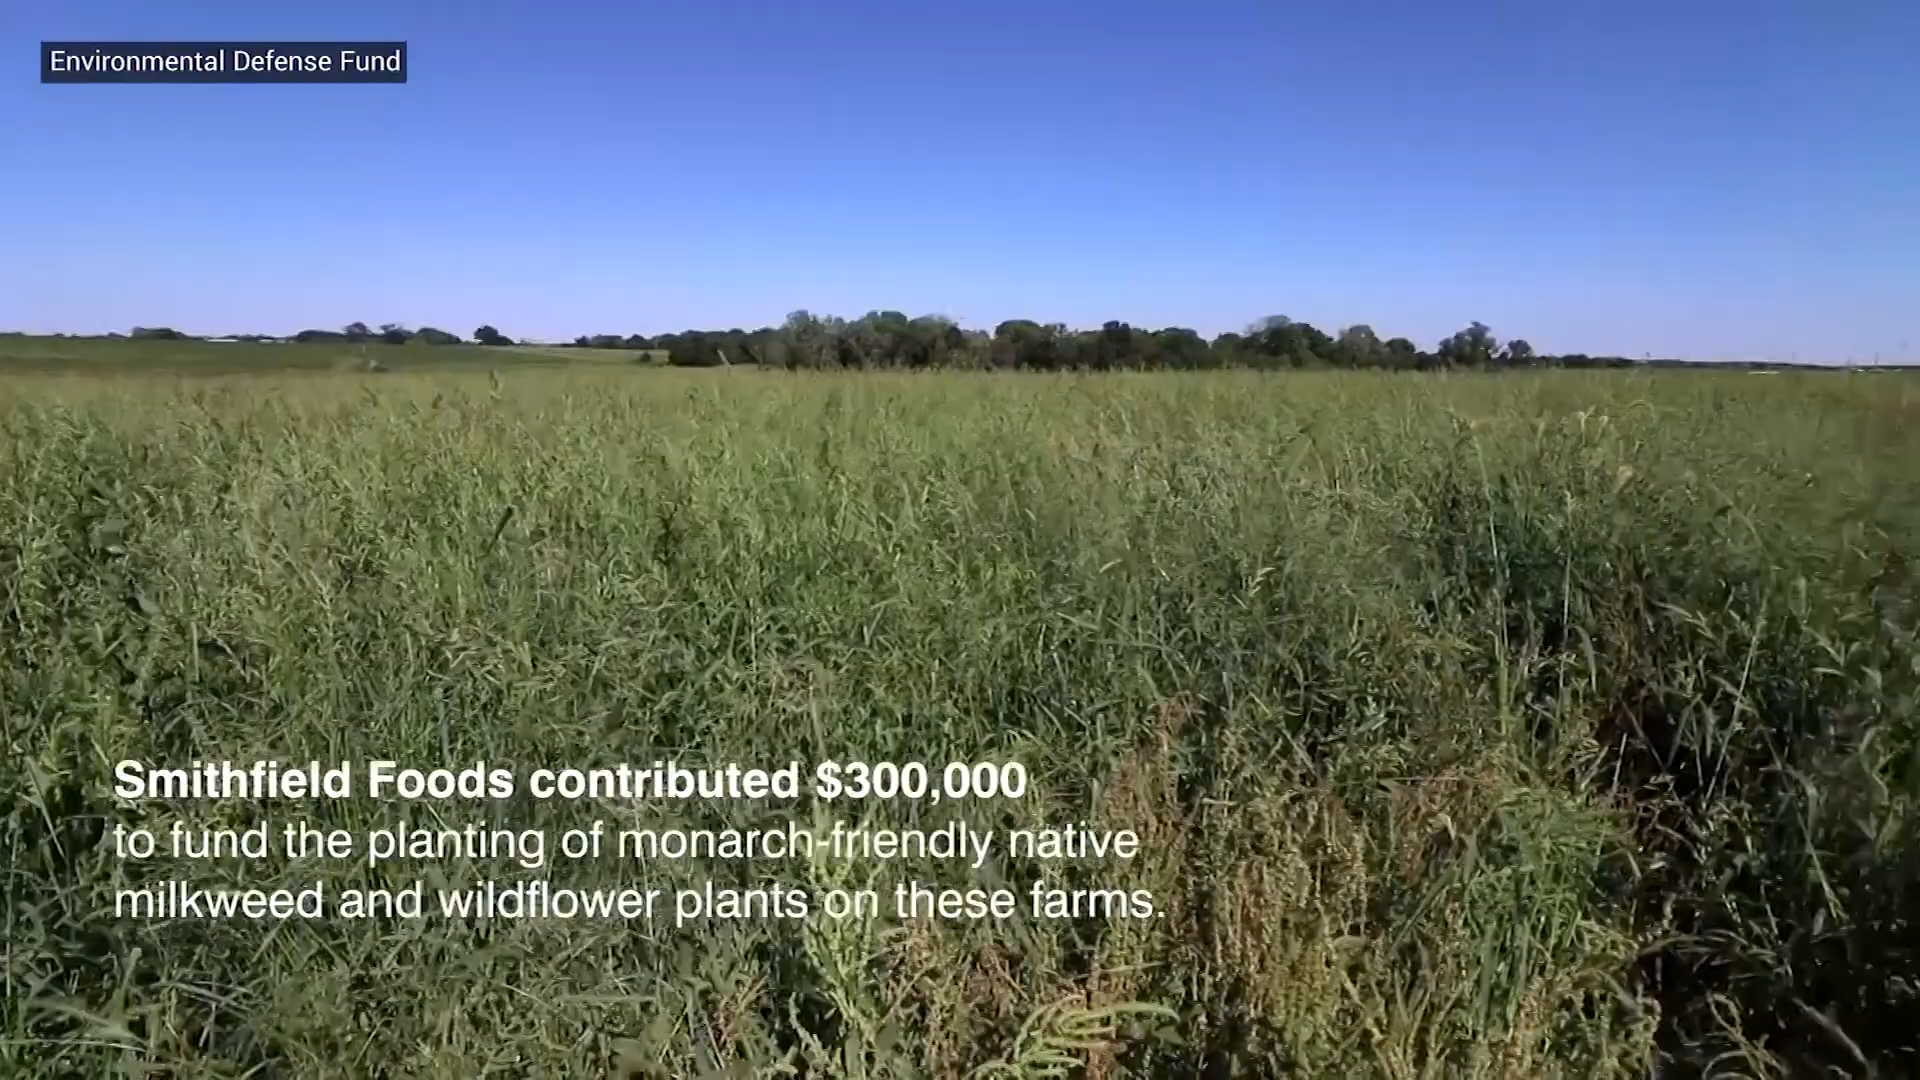 Environmental Defense Fund
Smithfield Foods contributed $300,000
to fund the planting of monarch-friendly native
milkweed and wildflower plants on these farms.